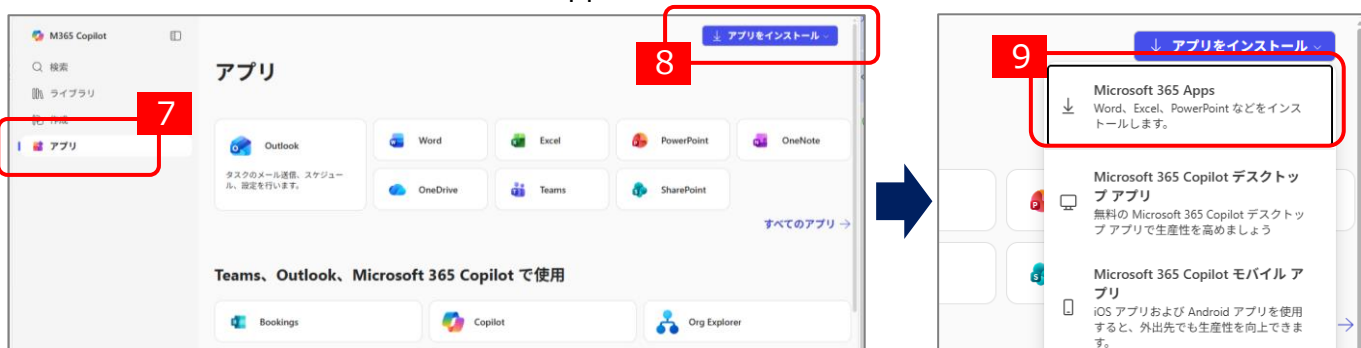 M365 Copilot
検索
ライブラリ
作成
アプリ
7
アプリをインストール
8
アプリ
Outlook
タスクのメール送信、スケジュー
ル、設定を行います。
Word
Excel
PowerPoint
OneNote
OneDrive
Teams
SharePoint
すべてのアプリ →
Teams、Outlook、Microsoft 365 Copilot で使用
Bookings
Copilot
Org Explorer
アプリをインストール
9
Microsoft 365 Apps
Word、Excel、PowerPoint などをインス
トールします。
Microsoft 365 Copilot デスクトッ
プ アプリ
無料の Microsoft 365 Copilot デスクトッ
プ アプリで生産性を高めましょう
Microsoft 365 Copilot モバイル ア
プリ
iOS アプリおよび Android アプリを使用
すると、外出先でも生産性を向上できま
す。